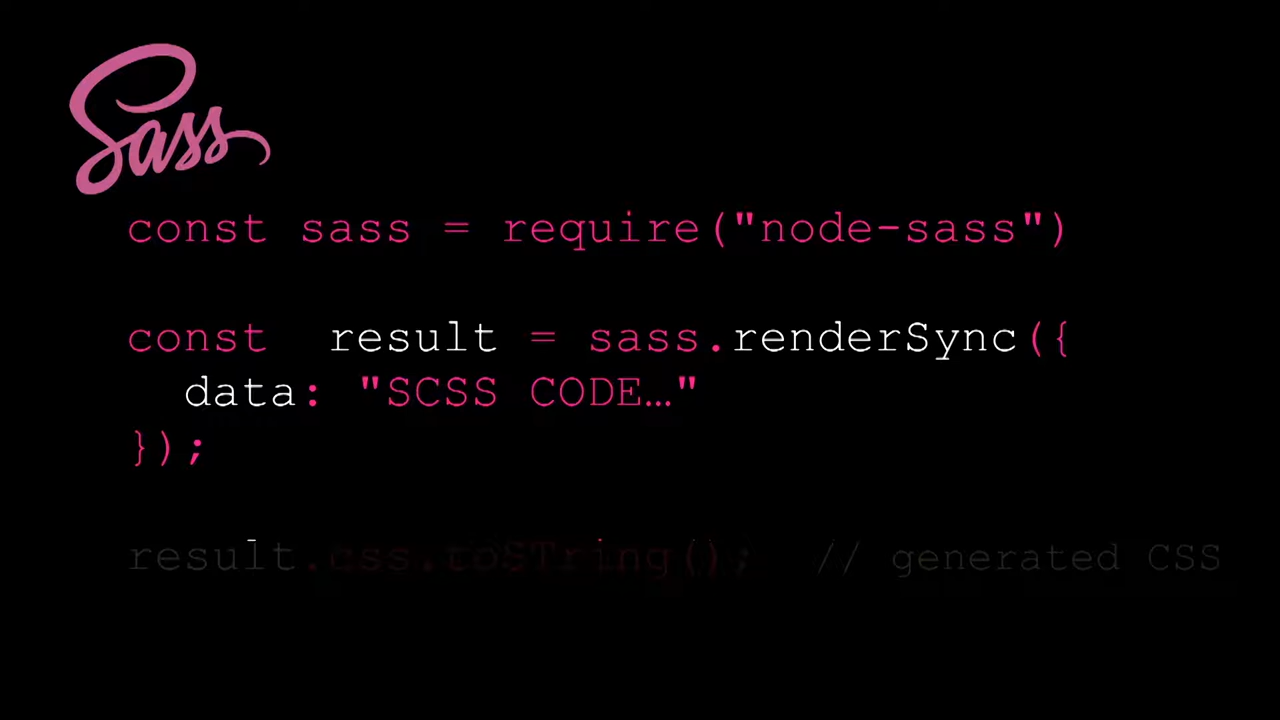 Sass
const sass = require("node-sass")
const result = sass.renderSync({
data: "SCSS CODE…"
});
result.css.toSTring(); // generated CSS